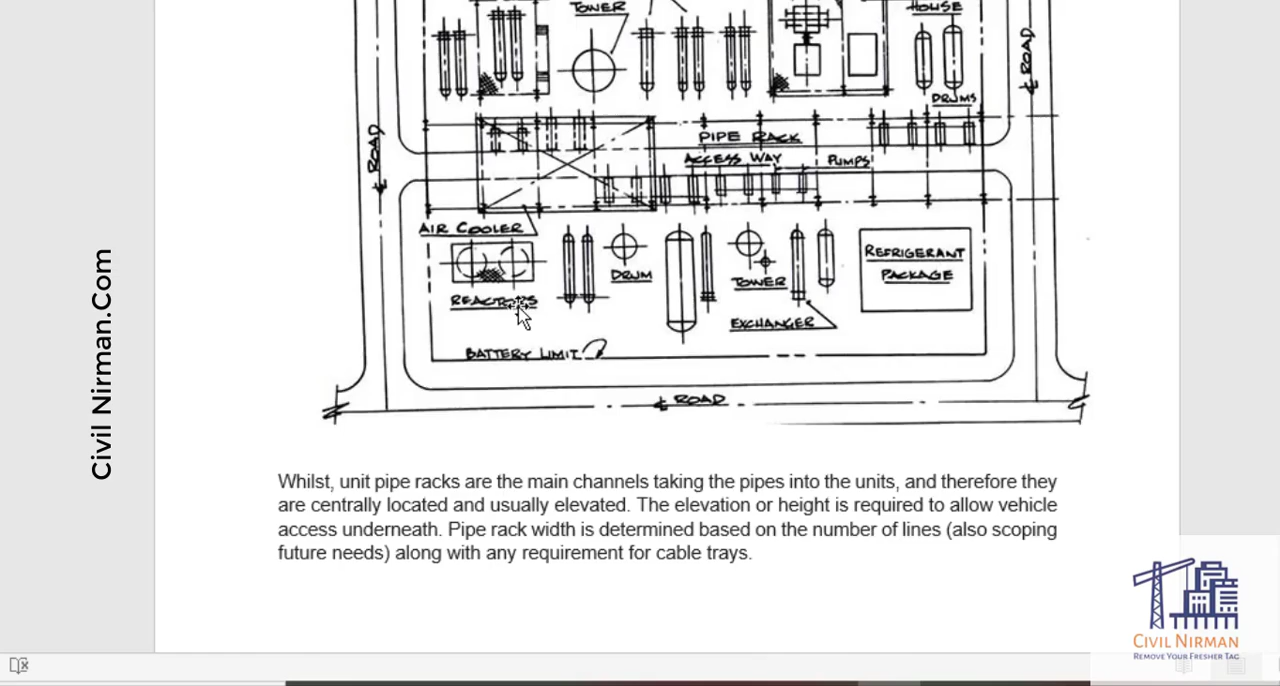 TOWER
HOUSE
℄ ROAD
DRUMS
℄ ROAD
PIPE RACK
ACCESS WAY
PUMPS
AIR COOLER
REFRIGERANT
PACKAGE
DRUM
TOWER
REACTORS
EXCHANGER
BATTERY LIMIT
℄ ROAD
Civil Nirman.Com
Whilst, unit pipe racks are the main channels taking the pipes into the units, and therefore they
are centrally located and usually elevated. The elevation or height is required to allow vehicle
access underneath. Pipe rack width is determined based on the number of lines (also scoping
future needs) along with any requirement for cable trays.
CIVIL NIRMAN
REMOVE YOUR FRESHER TAG